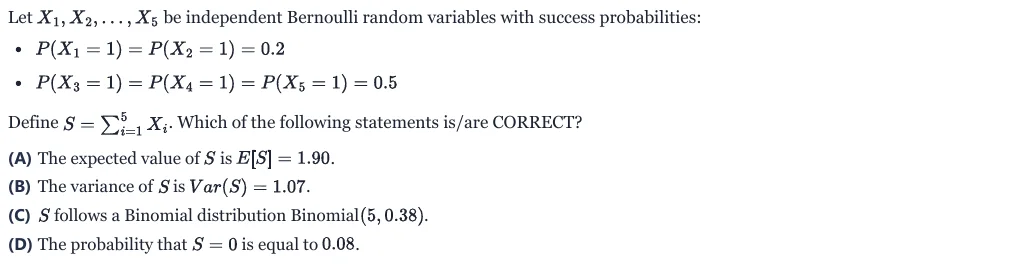 Let X₁, X₂, . . . , X₅ be independent Bernoulli random variables with success probabilities:
• P(X₁ = 1) = P(X₂ = 1) = 0.2
• P(X₃ = 1) = P(X₄ = 1) = P(X₅ = 1) = 0.5
Define S = ∑⁵ᵢ₌₁ Xᵢ. Which of the following statements is/are CORRECT?
(A) The expected value of S is E[S] = 1.90.
(B) The variance of S is Var(S) = 1.07.
(C) S follows a Binomial distribution Binomial(5, 0.38).
(D) The probability that S = 0 is equal to 0.08.